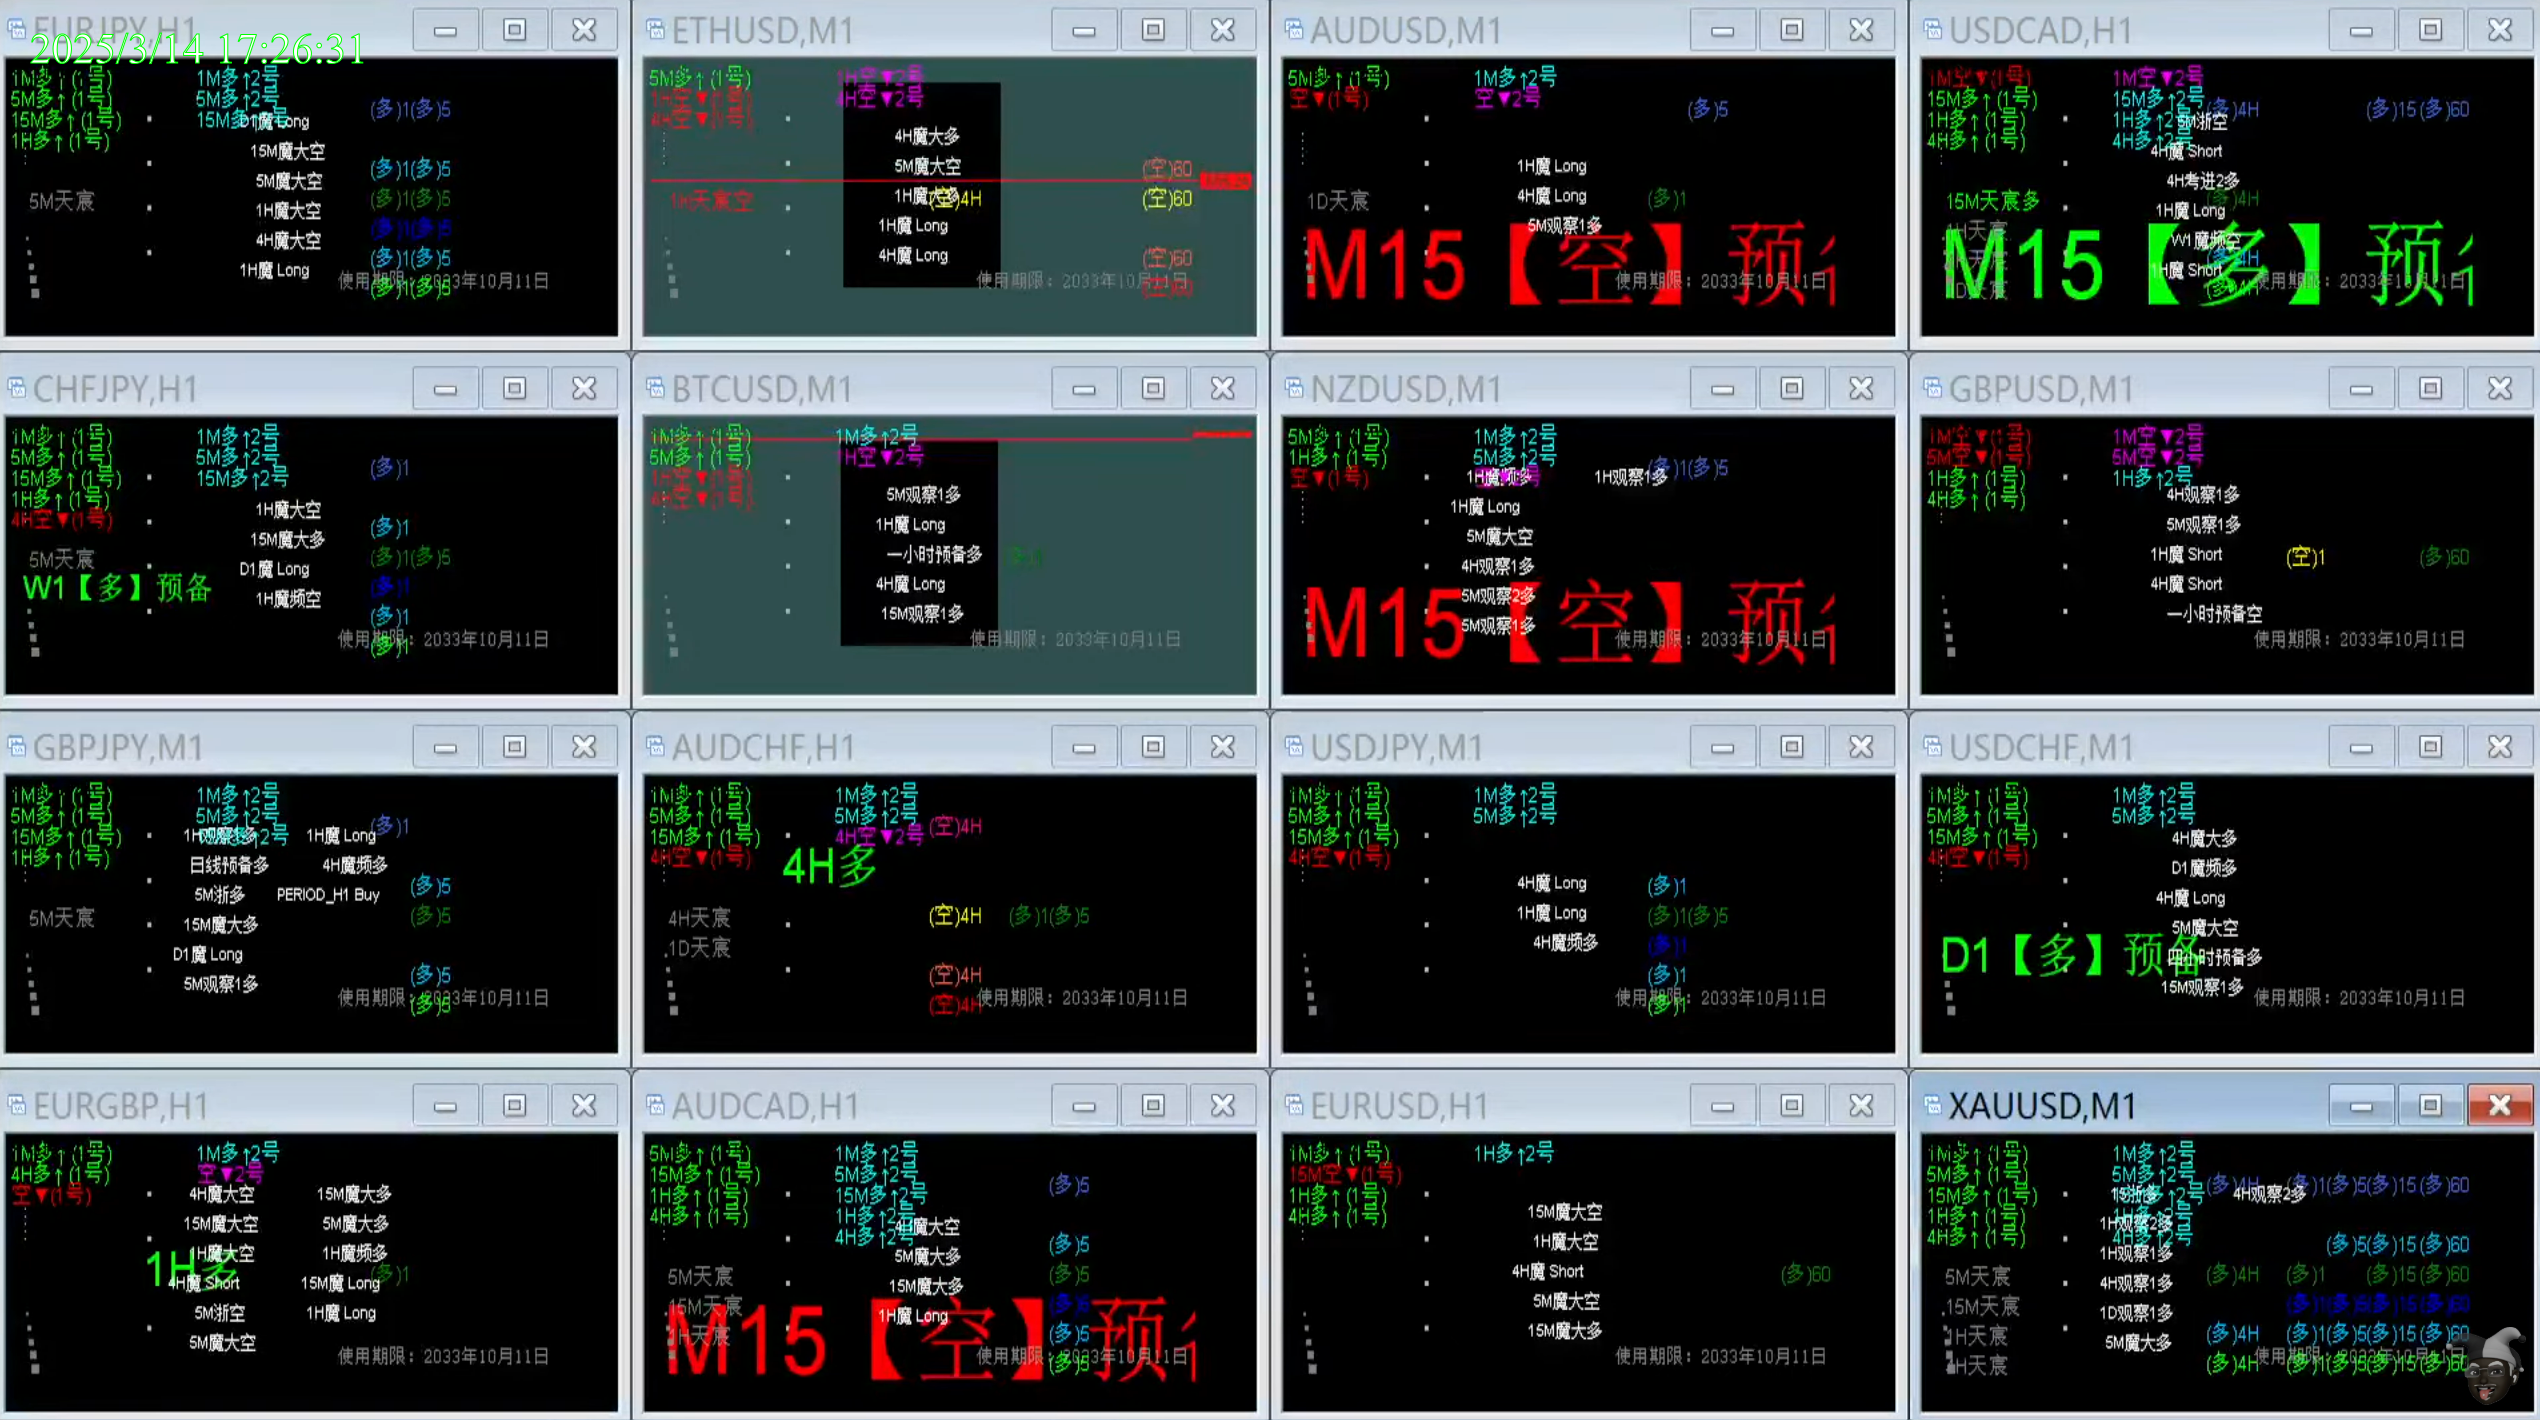 EURJPY,H1
2025/3/14 17:26:31
1M多↑(1号)
5M多↑(1号)
15M多↑(1号)
1H多↑(1号)
1M多↑2号
5M多↑2号
15M多↑2号
D1魔 Long
15M魔大空
5M魔大空
1H魔大空
4H魔大空
1H魔 Long
5M天宸
(多)1(多)5
(多)1(多)5
(多)1(多)5
(多)1(多)5
(多)1(多)5
(多)1(多)5
使用期限：2033年10月11日
ETHUSD,M1
5M多↑(1号)
1H空▼(1号)
4H空▼(1号)
1H空▼2号
4H空▼2号
4H魔大多
5M魔大空
1H魔大多
1H魔 Long
4H魔 Long
1H天宸空
(空)4H
(空)60
(空)60
(空)60
(空)60
使用期限：2033年10月11日
AUDUSD,M1
5M多↑(1号)
空▼(1号)
1M多↑2号
空▼2号
(多)5
1H魔 Long
4H魔 Long
5M观察1多
1D天宸
(多)1
M15【空】预
使用期限：2033年10月11日
USDCAD,H1
1M空▼(1号)
15M多↑(1号)
1H多↑(1号)
4H多↑(1号)
1M空▼2号
15M多↑2号
1H多↑2号
4H多↑2号
(多)4H
(多)15(多)60
5M浙空
4H魔 Short
4H考进2多
1H魔 Long
W1魔频空
1H魔 Short
15M天宸多
1H天宸
(多)4H
(多)4H
(多)4H
M15【多】预
使用期限：2033年10月11日
CHFJPY,H1
1M多↑(1号)
5M多↑(1号)
15M多↑(1号)
1H多↑(1号)
4H空▼(1号)
1M多↑2号
5M多↑2号
15M多↑2号
1H魔大空
15M魔大多
D1魔 Long
1H魔频空
5M天宸
W1【多】预备
(多)1
(多)1
(多)1(多)5
(多)1
(多)1
(多)1
使用期限：2033年10月11日
BTCUSD,M1
1M多↑(1号)
5M多↑(1号)
1H空▼(1号)
4H空▼(1号)
1M多↑2号
1H空▼2号
5M观察1多
1H魔 Long
一小时预备多
4H魔 Long
15M观察1多
使用期限：2033年10月11日
NZDUSD,M1
5M多↑(1号)
1H多↑(1号)
空▼(1号)
1M多↑2号
5M多↑2号
1H魔频多
1H观察1多
(多)1(多)5
1H魔 Long
5M魔大空
4H观察1多
5M观察2多
5M观察1多
M15【空】预
使用期限：2033年10月11日
GBPUSD,M1
1M空▼(1号)
5M空▼(1号)
1H多↑(1号)
4H多↑(1号)
1M空▼2号
5M空▼2号
1H多↑2号
4H观察1多
5M观察1多
1H魔 Short
4H魔 Short
一小时预备空
(空)1
(多)60
使用期限：2033年10月11日
GBPJPY,M1
1M多↑(1号)
5M多↑(1号)
15M多↑(1号)
1H多↑(1号)
1M多↑2号
5M多↑2号
1H魔 Long
日线预备多
4H魔频多
5M浙多
PERIOD_H1 Buy
15M魔大多
D1魔 Long
5M观察1多
5M天宸
(多)1
(多)5
(多)5
(多)5
(多)5
使用期限：2033年10月11日
AUDCHF,H1
1M多↑(1号)
5M多↑(1号)
15M多↑(1号)
4H空▼(1号)
1M多↑2号
5M多↑2号
4H空▼2号
(空)4H
4H多
4H天宸
1D天宸
(空)4H
(多)1(多)5
(空)4H
(空)4H
使用期限：2033年10月11日
USDJPY,M1
1M多↑(1号)
5M多↑(1号)
15M多↑(1号)
4H空▼(1号)
1M多↑2号
5M多↑2号
4H魔 Long
1H魔 Long
4H魔频多
(多)1
(多)1(多)5
(多)1
(多)1
(多)1
使用期限：2033年10月11日
USDCHF,M1
1M多↑(1号)
5M多↑(1号)
15M多↑(1号)
4H空▼(1号)
1M多↑2号
5M多↑2号
4H魔大多
D1魔频多
4H魔 Long
5M魔大空
四小时预备多
15M观察1多
D1【多】预备
使用期限：2033年10月11日
EURGBP,H1
1M多↑(1号)
4H多↑(1号)
空▼(1号)
1M多↑2号
空▼2号
4H魔大空
15M魔大多
15M魔大空
5M魔大多
1H魔大空
1H魔频多
4H魔 Short
15M魔 Long
5M浙空
1H魔 Long
5M魔大空
1H多
(多)1
使用期限：2033年10月11日
AUDCAD,H1
5M多↑(1号)
15M多↑(1号)
1H多↑(1号)
4H多↑(1号)
1M多↑2号
5M多↑2号
15M多↑2号
1H多↑2号
4H多↑2号
4H魔大空
5M魔大多
15M魔大多
1H魔 Long
5M天宸
15M天宸
1H天宸
(多)5
(多)5
(多)5
(多)5
(多)5
M15【空】预
使用期限：2033年10月11日
EURUSD,H1
1M多↑(1号)
15M空▼(1号)
1H多↑(1号)
4H多↑(1号)
1H多↑2号
15M魔大空
1H魔大空
4H魔 Short
5M魔大空
15M魔大多
(多)60
使用期限：2033年10月11日
XAUUSD,M1
1M多↑(1号)
5M多↑(1号)
15M多↑(1号)
1H多↑(1号)
4H多↑(1号)
1M多↑2号
5M多↑2号
15M多↑2号
1H多↑2号
4H多↑2号
4H观察2多
1H观察2多
1H观察1多
4H观察1多
1D观察1多
5M魔大多
5M天宸
15M天宸
1H天宸
4H天宸
(多)4H
(多)1(多)5(多)15(多)60
(多)5(多)15(多)60
(多)4H
(多)1
(多)15(多)60
(多)1(多)5(多)15(多)60
(多)4H
(多)1(多)5(多)15(多)60
(多)4H
(多)1(多)5(多)15(多)60
使用期限：2033年10月11日